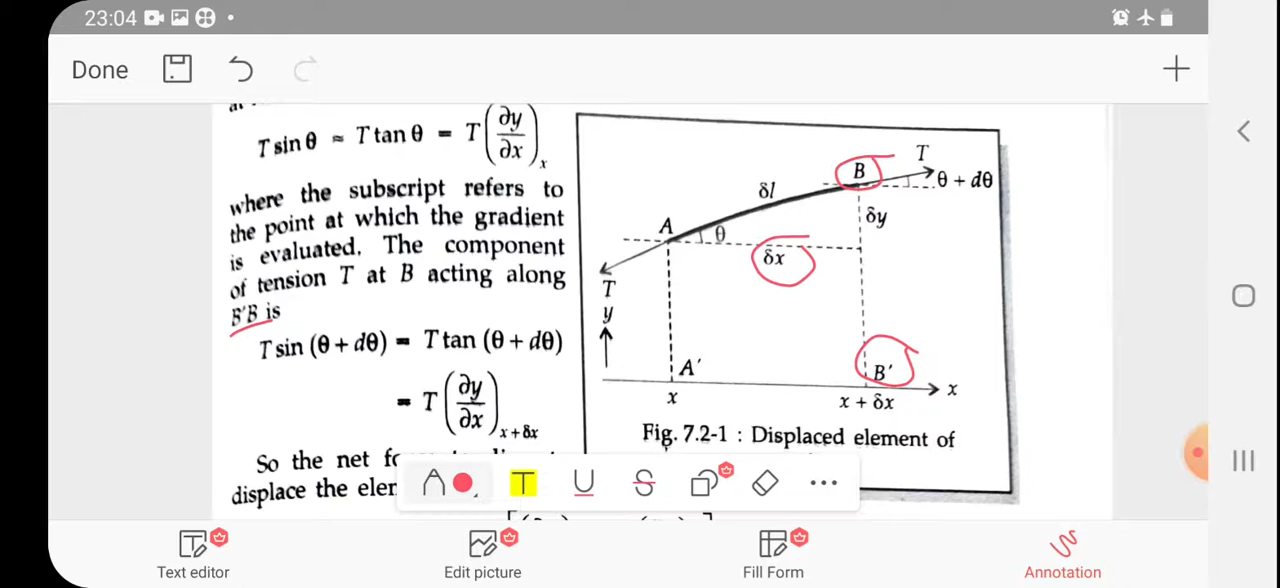 23:04
Done
T sin θ ≈ T tan θ = T(∂y/∂x)x
where the subscript refers to
the point at which the gradient
is evaluated. The component
of tension T at B acting along
B'B is
T sin (θ + dθ) = T tan (θ + dθ)
= T(∂y/∂x)x+δx
So the net
displace the
A
B
T
θ + dθ
δl
δy
θ
δx
T
y
A'
B'
x
x
x + δx
Fig. 7.2-1 : Displaced element of
T U S
Text editor
Edit picture
Fill Form
Annotation